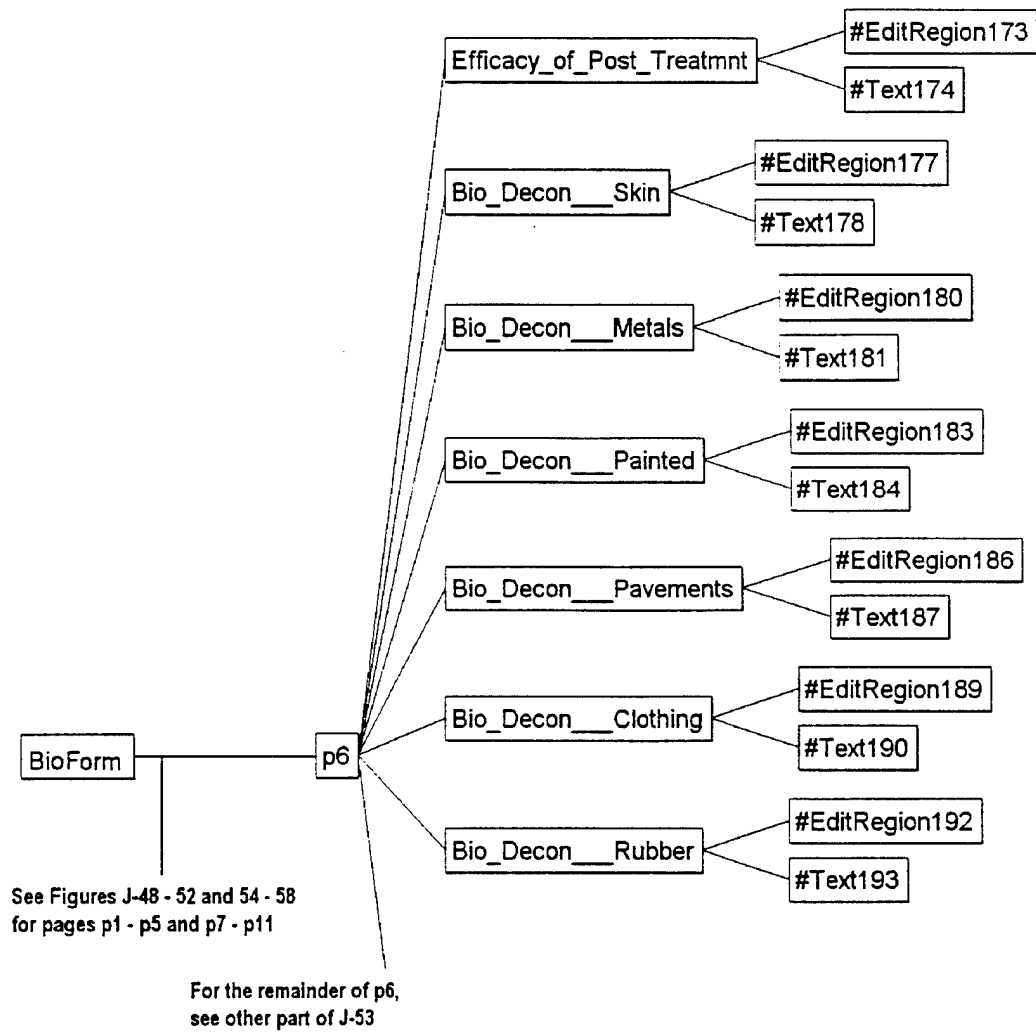 #EditRegion173
Efficacy_of_Post_Treatmnt
#Text174
#EditRegion177
Bio_Decon___Skin
#Text178
#EditRegion180
Bio_Decon___Metals
#Text181
#EditRegion183
Bio_Decon___Painted
#Text184
#EditRegion186
Bio_Decon___Pavements
#Text187
#EditRegion189
Bio_Decon___Clothing
#Text190
BioForm
p6
#EditRegion192
Bio_Decon___Rubber
#Text193
See Figures J-48 - 52 and 54 - 58
for pages p1 - p5 and p7 - p11
For the remainder of p6,
see other part of J-53